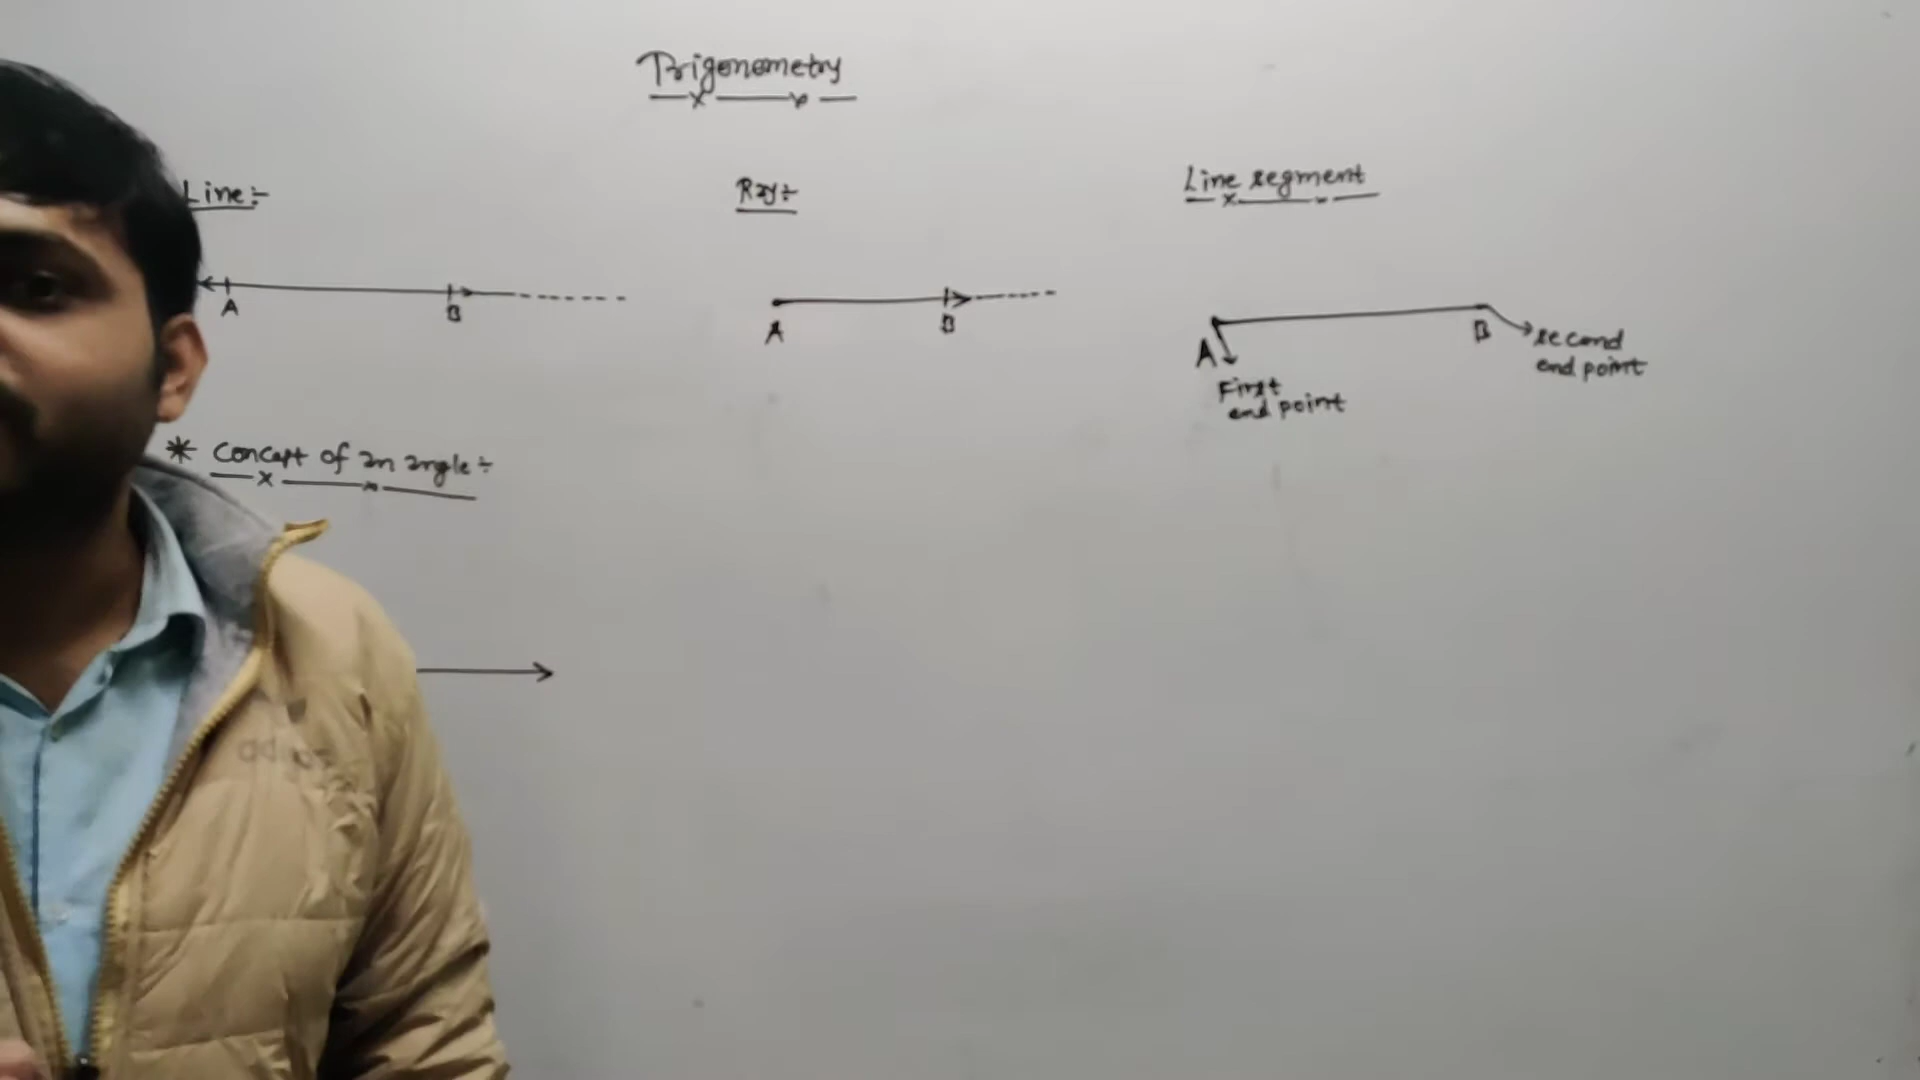 Trigonometry
Line:-
Ray:-
Line segment
A
B
A
B
A
B
second
end point
First
end point
* Concept of an angle:-